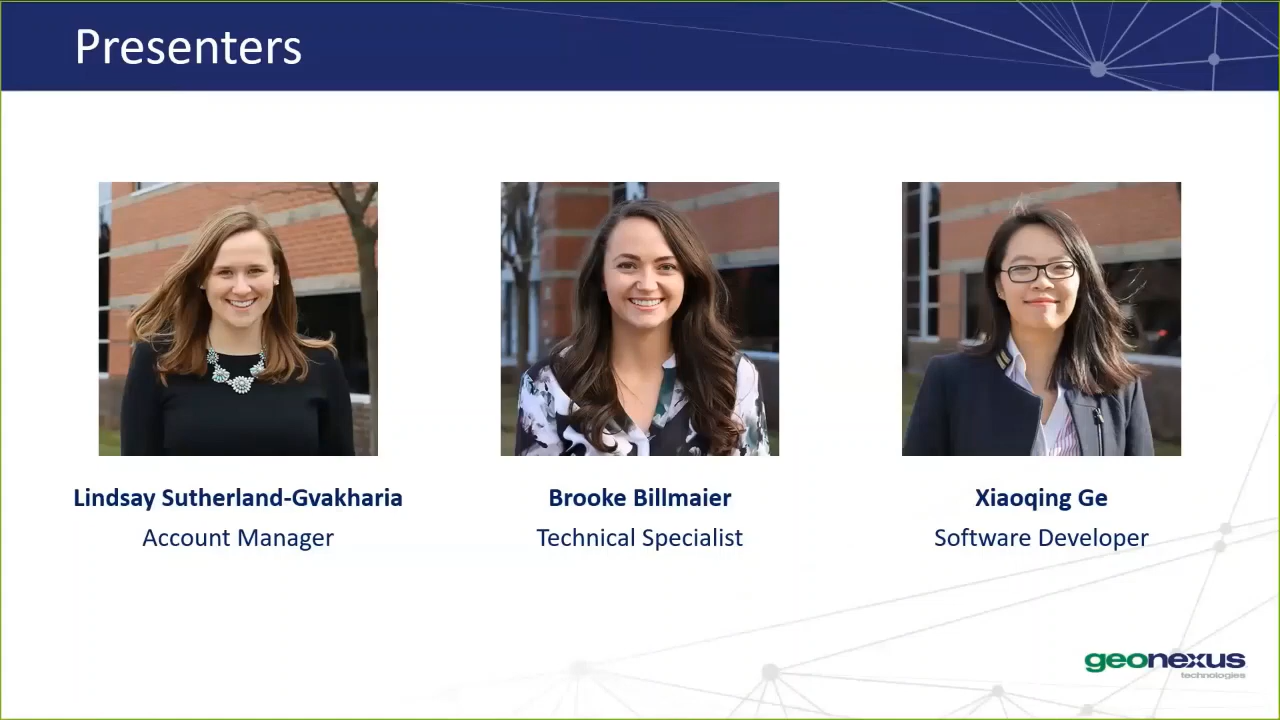 Presenters
Lindsay Sutherland-Gvakharia
Account Manager
Brooke Billmaier
Technical Specialist
Xiaoqing Ge
Software Developer
geonexus
technologies